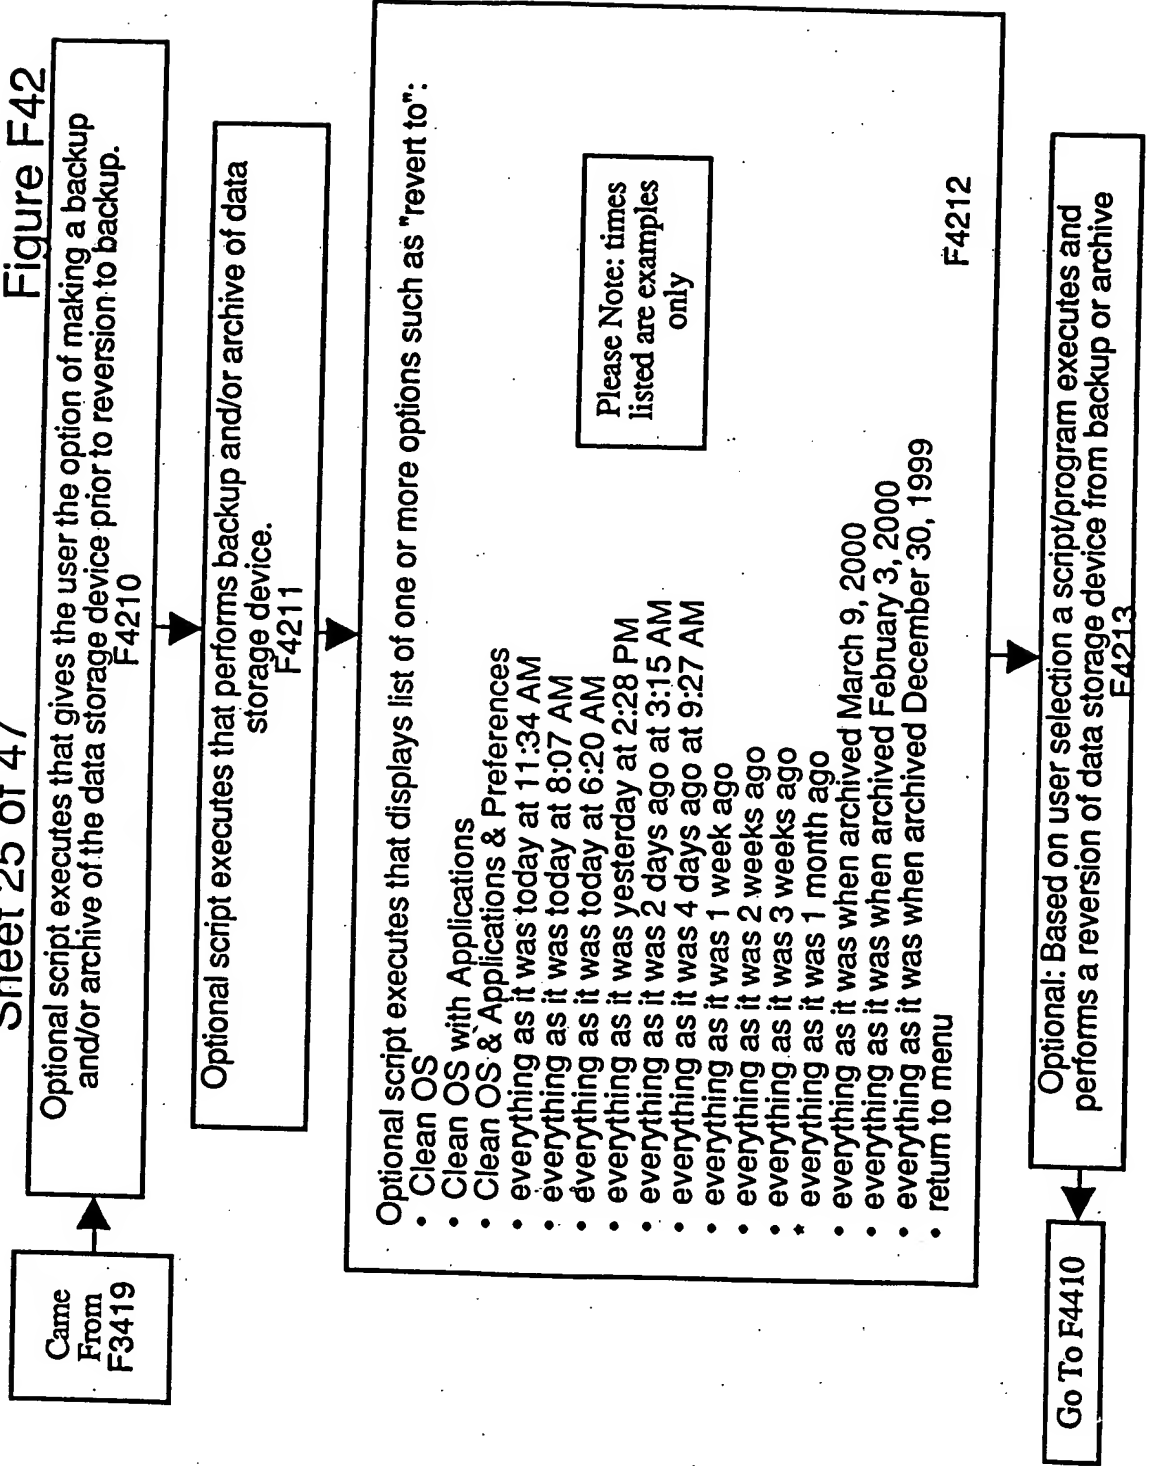 Sheet 25 of 47
Figure F42
Came
From
F3419
Optional script executes that gives the user the option of making a backup
and/or archive of the data storage device prior to reversion to backup.
F4210
Optional script executes that performs backup and/or archive of data
storage device.
F4211
Optional script executes that displays list of one or more options such as "revert to":
• Clean OS
• Clean OS with Applications
• Clean OS & Applications & Preferences
• everything as it was today at 11:34 AM
• everything as it was today at 8:07 AM
• everything as it was today at 6:20 AM
• everything as it was yesterday at 2:28 PM
• everything as it was 2 days ago at 3:15 AM
• everything as it was 4 days ago at 9:27 AM
• everything as it was 1 week ago
• everything as it was 2 weeks ago
• everything as it was 3 weeks ago
* everything as it was 1 month ago
• everything as it was when archived March 9, 2000
• everything as it was when archived February 3, 2000
• everything as it was when archived December 30, 1999
• return to menu
Please Note: times
listed are examples
only
F4212
Optional: Based on user selection a script/program executes and
performs a reversion of data storage device from backup or archive
F4213
Go To F4410